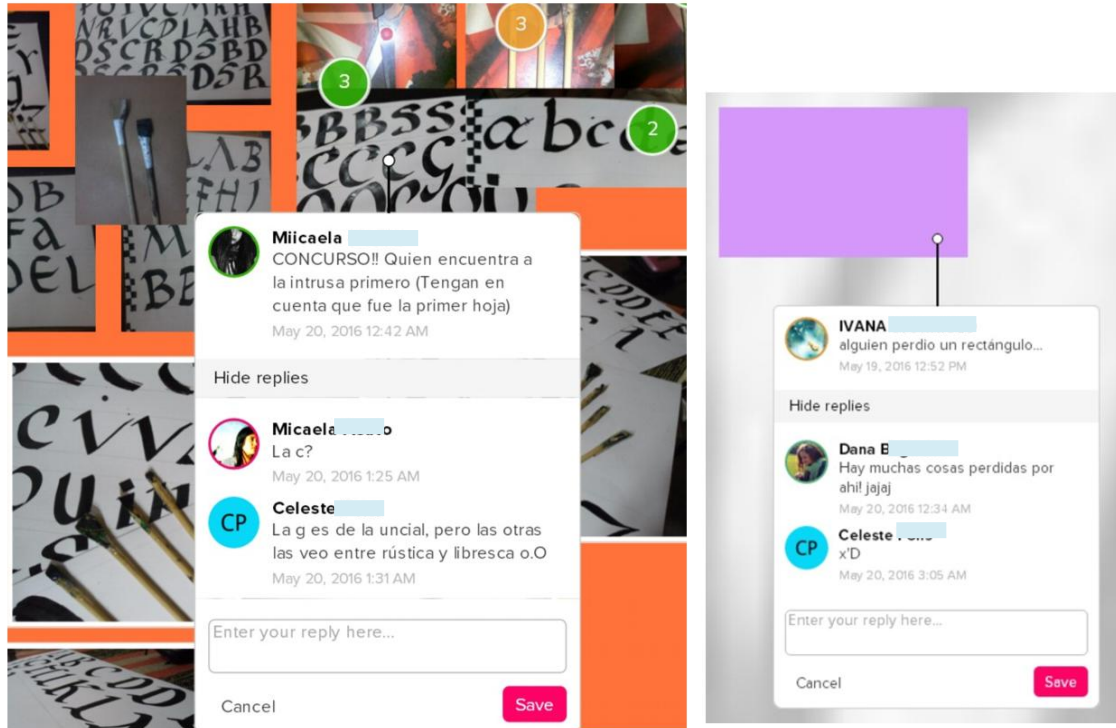 NRVCPLAHB
DSCRDSBD
3
3
2
BBBSS
CCCCG
abcd
Miicaela
CONCURSO!! Quien encuentra a
la intrusa primero (Tengan en
cuenta que fue la primer hoja)
May 20, 2016 12:42 AM
Hide replies
Micaela
La c?
May 20, 2016 1:25 AM
CP
Celeste
La g es de la uncial, pero las otras
las veo entre rústica y libresca o.O
May 20, 2016 1:31 AM
Enter your reply here...
Cancel
Save
IVANA
alguien perdio un rectángulo...
May 19, 2016 12:52 PM
Hide replies
Dana B
Hay muchas cosas perdidas por
ahi! jajaj
May 20, 2016 12:34 AM
CP
Celeste
x'D
May 20, 2016 3:05 AM
Enter your reply here...
Cancel
Save